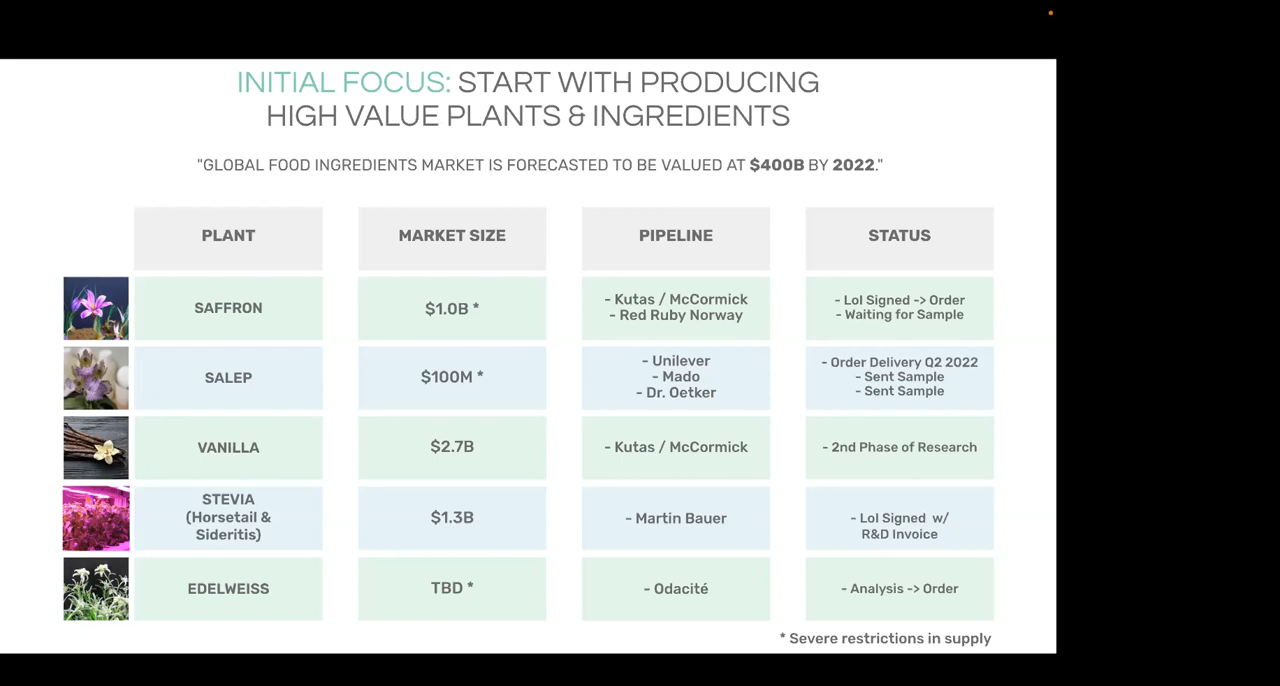 INITIAL FOCUS: START WITH PRODUCING
HIGH VALUE PLANTS & INGREDIENTS
"GLOBAL FOOD INGREDIENTS MARKET IS FORECASTED TO BE VALUED AT $400B BY 2022."
PLANT
MARKET SIZE
PIPELINE
STATUS
SAFFRON
$1.0B *
- Kutas / McCormick
- Red Ruby Norway
- LoI Signed -> Order
- Waiting for Sample
SALEP
$100M *
- Unilever
- Mado
- Dr. Oetker
- Order Delivery Q2 2022
- Sent Sample
- Sent Sample
VANILLA
$2.7B
- Kutas / McCormick
- 2nd Phase of Research
STEVIA
(Horsetail &
Sideritis)
$1.3B
- Martin Bauer
- LoI Signed w/
R&D Invoice
EDELWEISS
TBD *
- Odacité
- Analysis -> Order
* Severe restrictions in supply